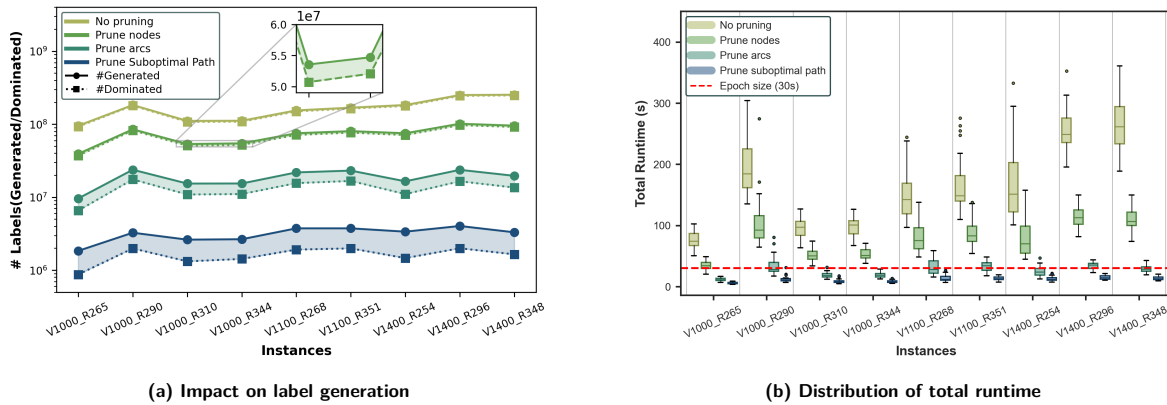 No pruning
Prune nodes
Prune arcs
Prune Suboptimal Path
#Generated
#Dominated
1e7
6.0
5.5
5.0
10⁹
10⁸
10⁷
10⁶
# Labels(Generated/Dominated)
V1000_R265
V1000_R290
V1000_R310
V1000_R344
V1100_R268
V1100_R351
V1400_R254
V1400_R296
V1400_R348
Instances
(a) Impact on label generation
No pruning
Prune nodes
Prune arcs
Prune suboptimal path
Epoch size (30s)
400
300
200
100
0
Total Runtime (s)
V1000_R265
V1000_R290
V1000_R310
V1000_R344
V1100_R268
V1100_R351
V1400_R254
V1400_R296
V1400_R348
Instances
(b) Distribution of total runtime